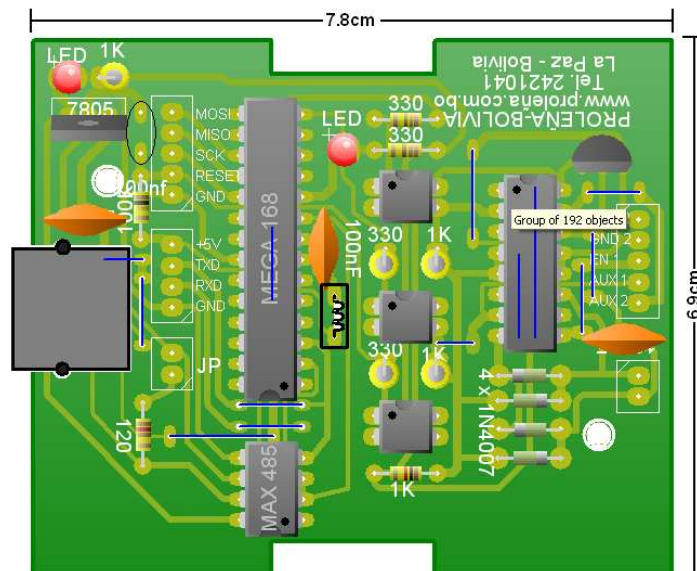 7.8cm
LED
1K
7805
MOSI
MISO
SCK
RESET
GND
+5V
TXD
RXD
GND
JP
120
MEGA-168
MAX 485
LED
330
330
100nF
330
1K
330
1K
1K
PROLEÑA-BOLIVIA
www.proleña.com.bo
Tel. 2421041
La Paz - Bolivia
Group of 192 objects
GND 2
EN 1
AUX 1
AUX 2
4 x 1N4007
6.9cm